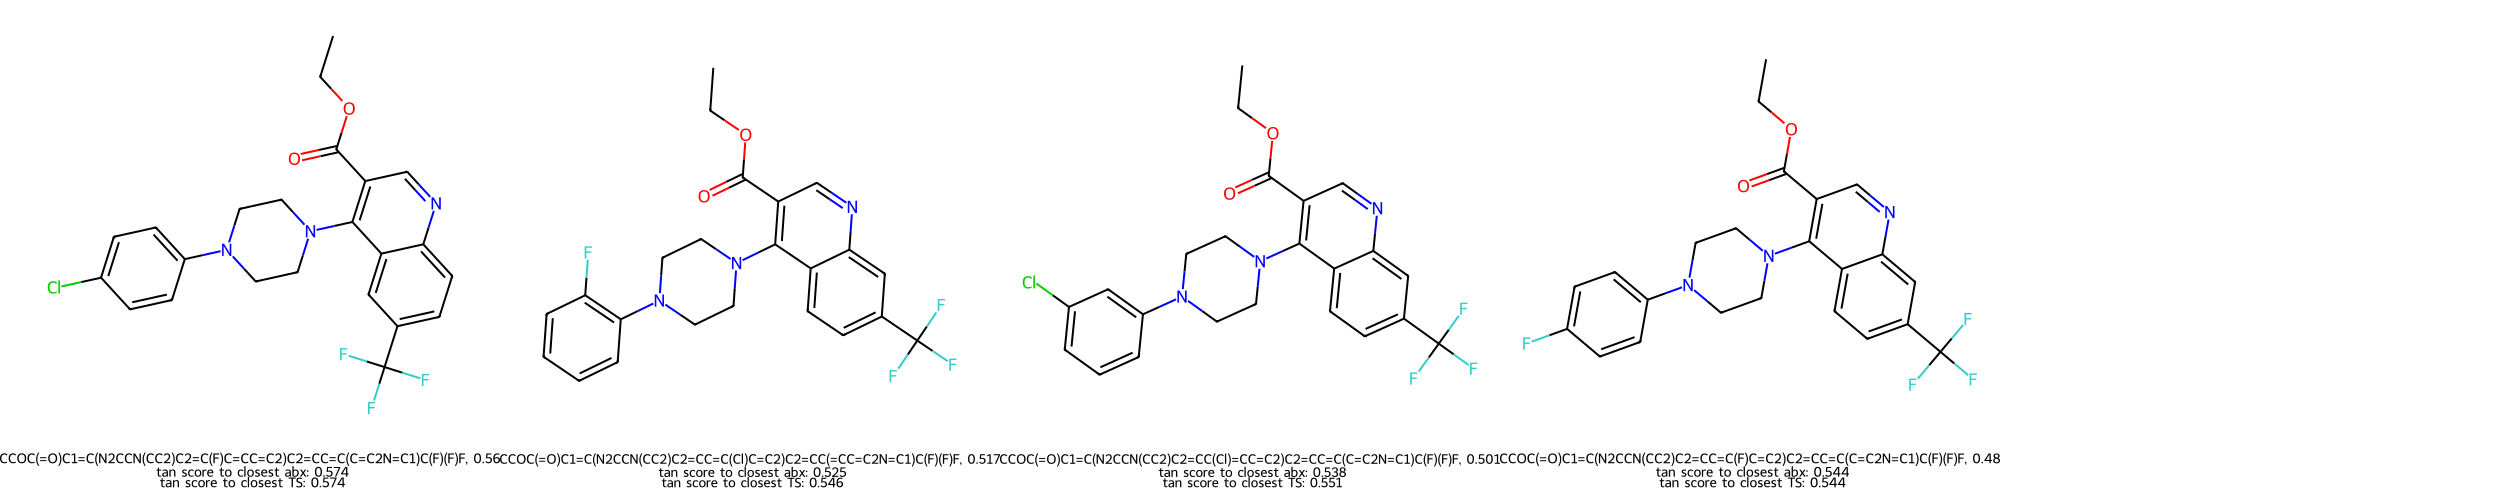 O
O
N
N
N
Cl
F
F
F
CCOC(=O)C1=C(N2CCN(CC2)C2=C(F)C=CC=C2)C2=CC=C(C=C2N=C1)C(F)(F)F, 0.56
tan score to closest abx: 0.574
tan score to closest TS: 0.574
O
O
N
F
N
N
F
F
F
CCOC(=O)C1=C(N2CCN(CC2)C2=CC=C(Cl)C=C2)C2=CC(=CC=C2N=C1)C(F)(F)F, 0.517
tan score to closest abx: 0.525
tan score to closest TS: 0.546
O
O
N
N
Cl
N
F
F
F
CCOC(=O)C1=C(N2CCN(CC2)C2=CC(Cl)=CC=C2)C2=CC=C(C=C2N=C1)C(F)(F)F, 0.501
tan score to closest abx: 0.538
tan score to closest TS: 0.551
O
O
N
N
N
F
F
F
F
CCOC(=O)C1=C(N2CCN(CC2)C2=CC=C(F)C=C2)C2=CC=C(C=C2N=C1)C(F)(F)F, 0.48
tan score to closest abx: 0.544
tan score to closest TS: 0.544